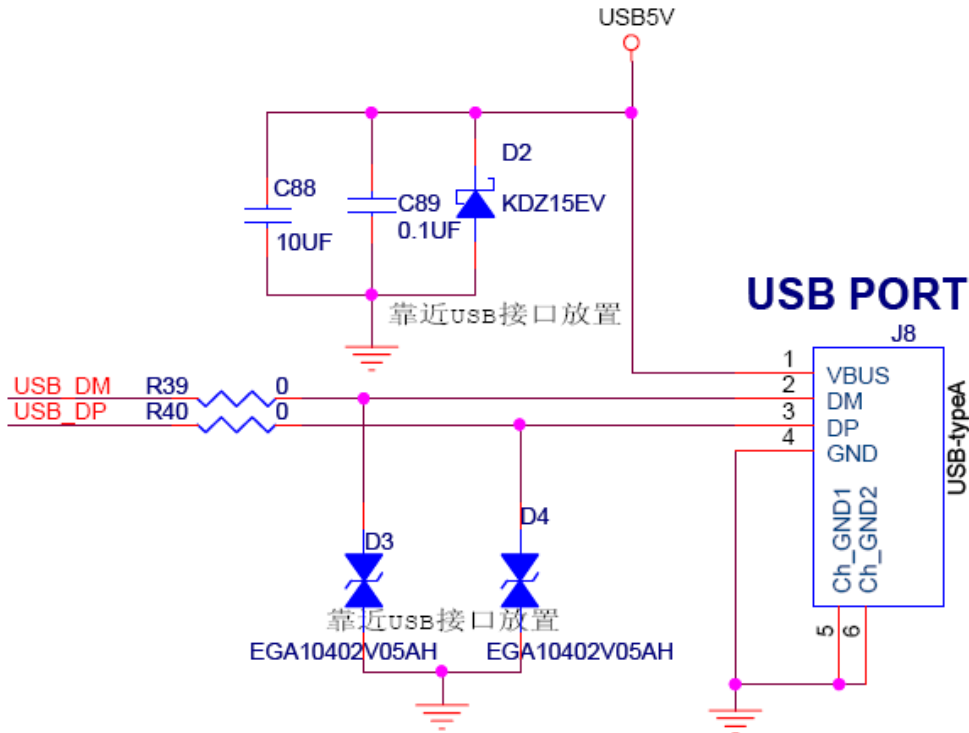 USB5V
D2
KDZ15EV
C88
10UF
C89
0.1UF
靠近USB接口放置
USB PORT
J8
USB_DM
R39
0
USB_DP
R40
0
1
VBUS
2
DM
3
DP
4
GND
Ch_GND1
Ch_GND2
USB-typeA
5
6
D3
D4
靠近USB接口放置
EGA10402V05AH
EGA10402V05AH